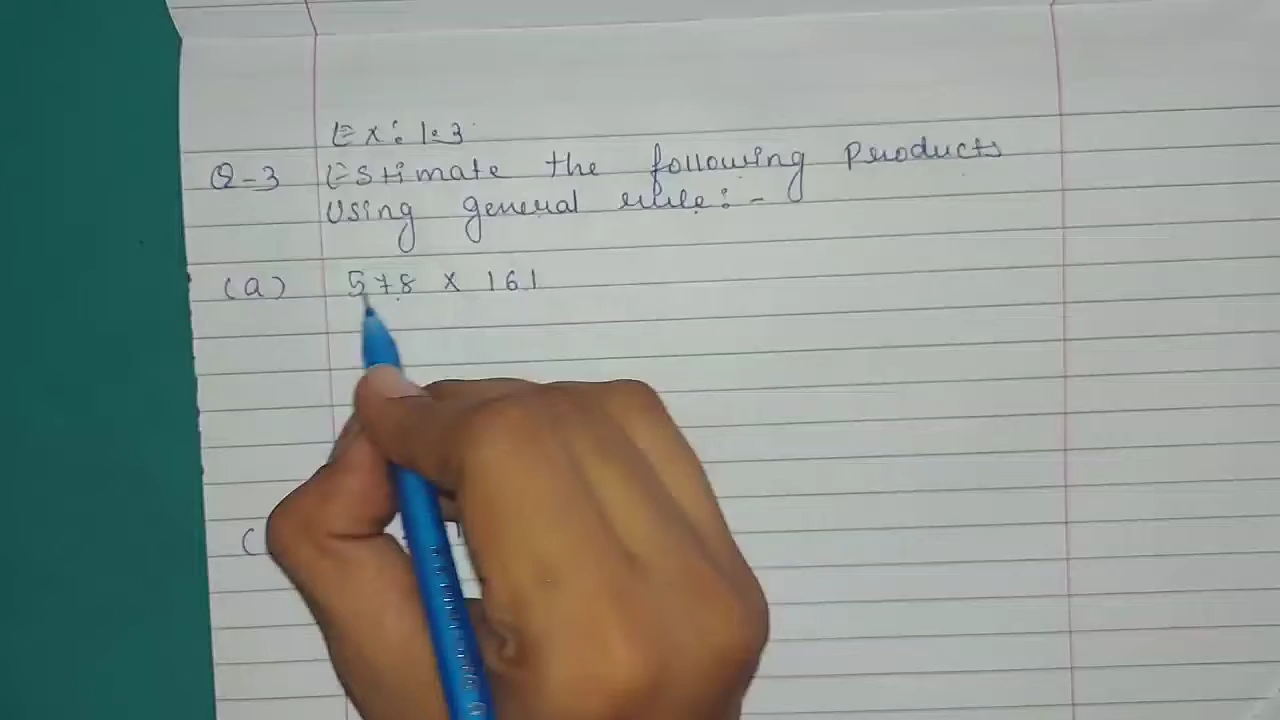 Ex: 1.3
Q-3 Estimate the following products
using general rule:-
(a) 578 x 161
(